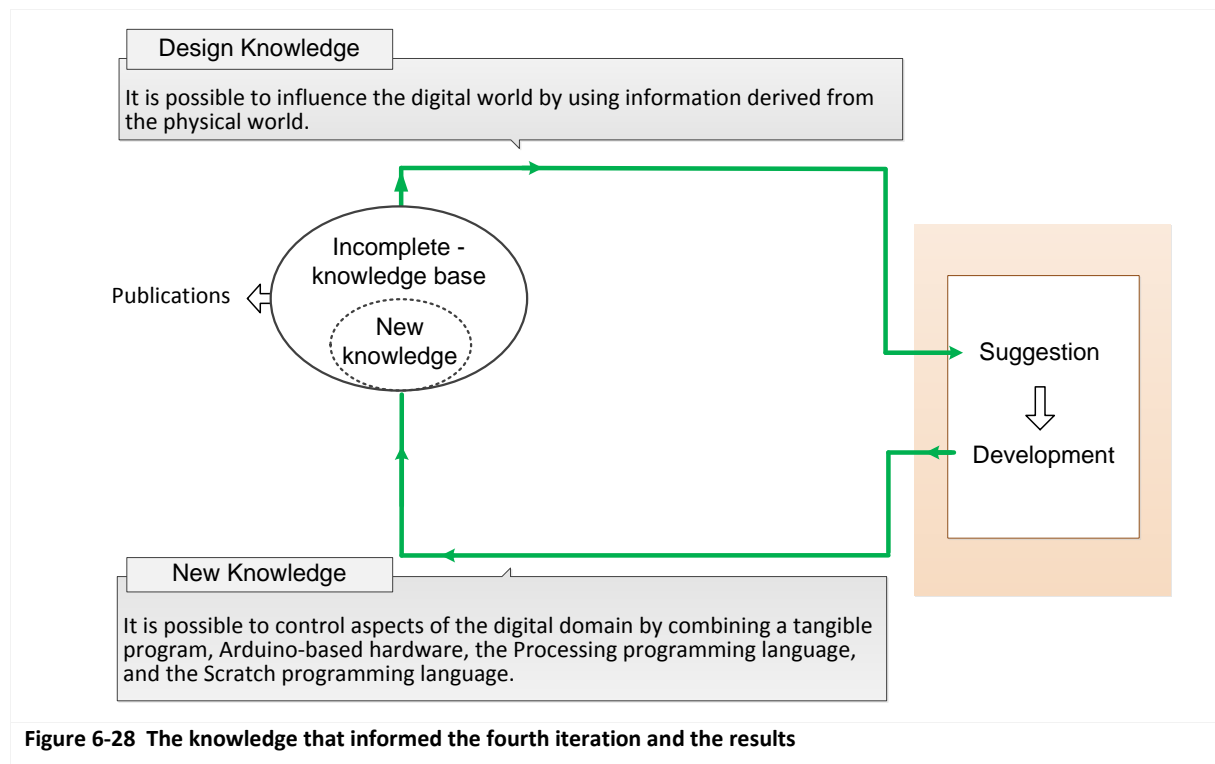 Design Knowledge
It is possible to influence the digital world by using information derived from
the physical world.
Incomplete -
knowledge base
New
knowledge
Publications
Suggestion
Development
New Knowledge
It is possible to control aspects of the digital domain by combining a tangible
program, Arduino-based hardware, the Processing programming language,
and the Scratch programming language.
Figure 6-28 The knowledge that informed the fourth iteration and the results